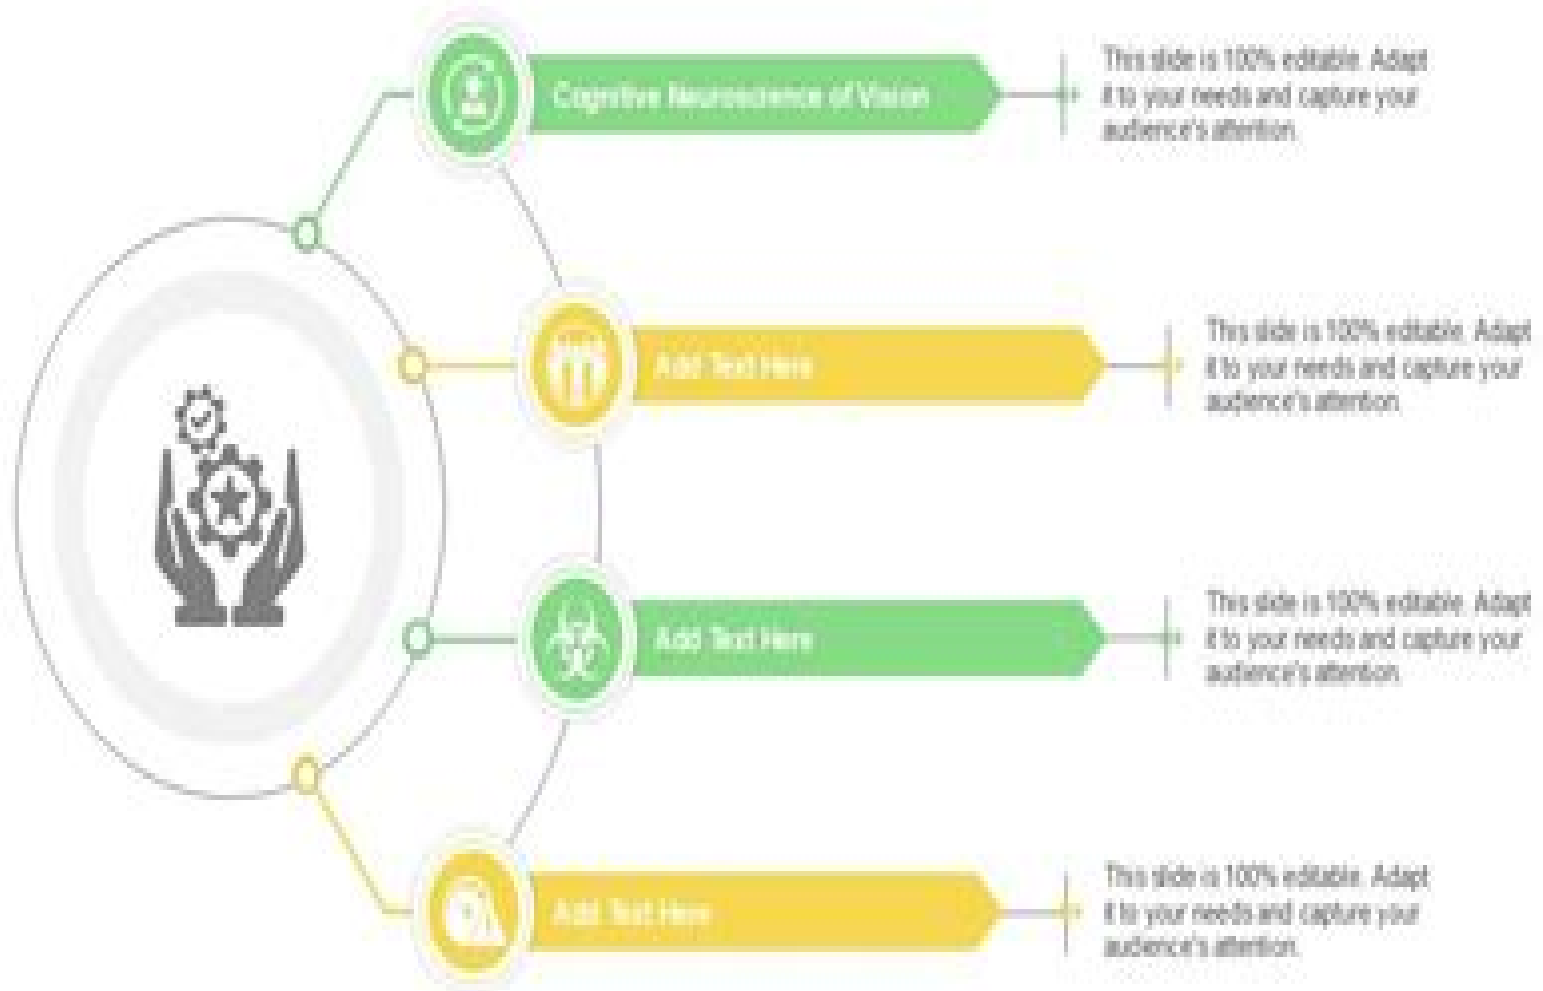 Cognitive Neuroscience of Vision
This slide is 100% editable. Adapt
it to your needs and capture your
audience's attention.
Add Text Here
This slide is 100% editable. Adapt
it to your needs and capture your
audience's attention.
Add Text Here
This slide is 100% editable. Adapt
it to your needs and capture your
audience's attention.
Add Text Here
This slide is 100% editable. Adapt
it to your needs and capture your
audience's attention.